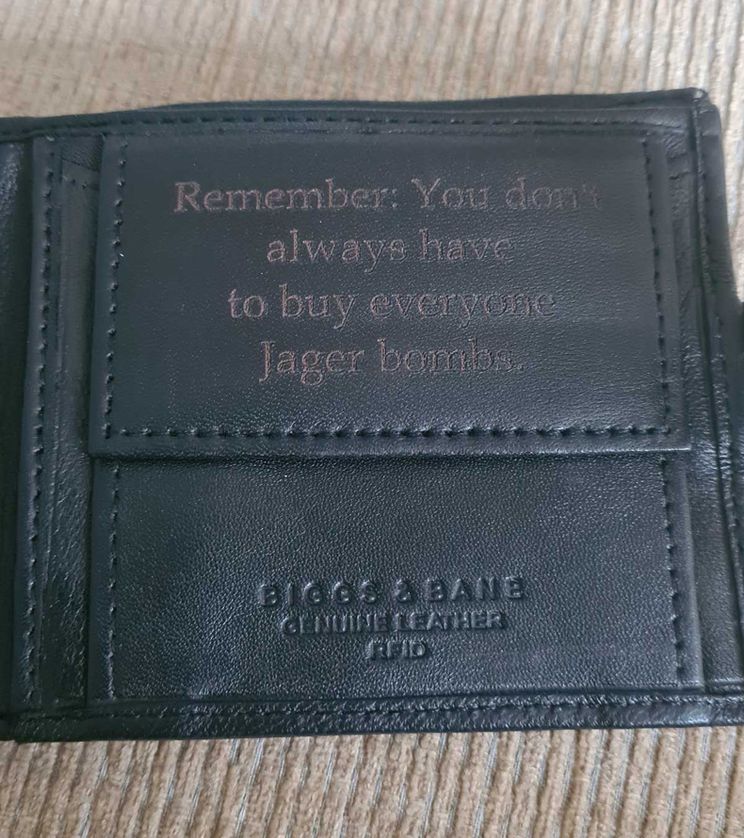 Remember: You don't
always have
to buy everyone
Jager bombs.
BIGGS & BANE
GENUINE LEATHER
RFID